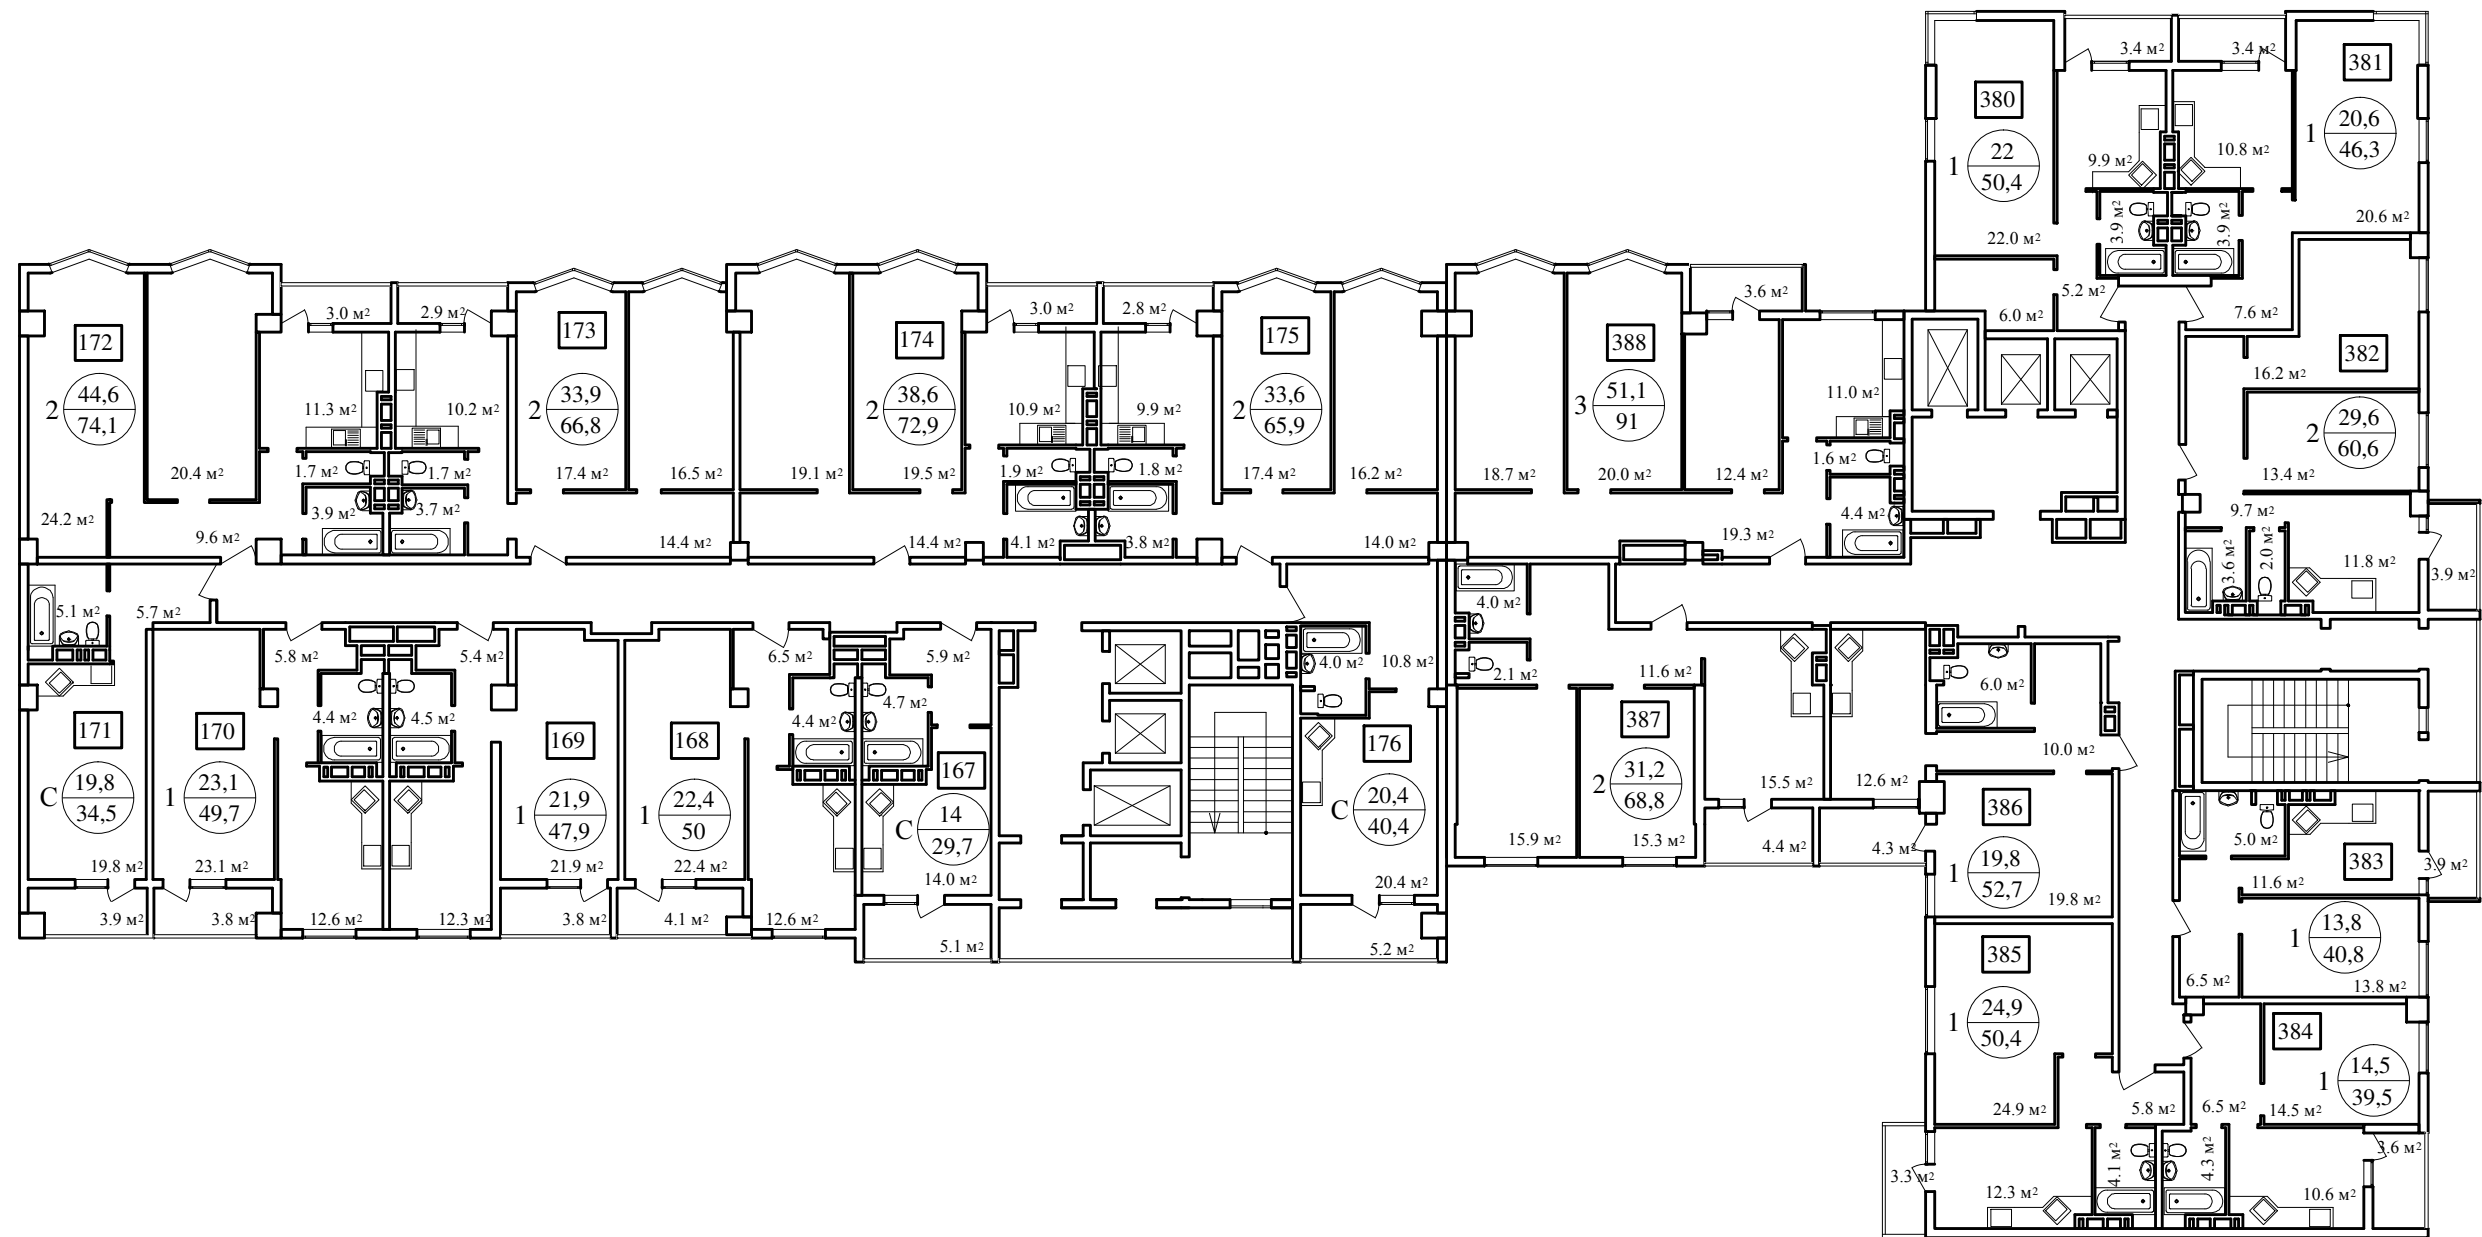 3.4 м²
3.4 м²
381
380
20,6
1
46,3
22
1
50,4
9.9 м²
10.8 м²
3.9 м²
3.9 м²
20.6 м²
22.0 м²
5.2 м²
6.0 м²
7.6 м²
3.0 м²
2.9 м²
3.0 м²
2.8 м²
3.6 м²
172
173
174
175
388
382
44,6
2
74,1
33,9
2
66,8
38,6
2
72,9
33,6
2
65,9
51,1
3
91
16.2 м²
29,6
2
60,6
11.3 м²
10.2 м²
10.9 м²
9.9 м²
11.0 м²
20.4 м²
1.7 м²
1.7 м²
17.4 м²
16.5 м²
19.1 м²
19.5 м²
1.9 м²
1.8 м²
17.4 м²
16.2 м²
18.7 м²
20.0 м²
12.4 м²
1.6 м²
13.4 м²
24.2 м²
3.9 м²
3.7 м²
4.4 м²
9.7 м²
9.6 м²
14.4 м²
14.4 м²
4.1 м²
3.8 м²
14.0 м²
19.3 м²
3.6 м²
2.0 м²
11.8 м²
3.9 м²
5.1 м²
5.7 м²
4.0 м²
5.8 м²
5.4 м²
6.5 м²
5.9 м²
4.0 м²
10.8 м²
2.1 м²
11.6 м²
6.0 м²
4.4 м²
4.5 м²
4.4 м²
4.7 м²
171
170
169
168
167
176
387
10.0 м²
19,8
С
34,5
23,1
1
49,7
21,9
1
47,9
22,4
1
50
14
С
29,7
20,4
С
40,4
31,2
2
68,8
15.5 м²
12.6 м²
386
19.8 м²
23.1 м²
21.9 м²
22.4 м²
14.0 м²
20.4 м²
15.9 м²
15.3 м²
4.4 м²
4.3 м²
19,8
1
52,7
19.8 м²
5.0 м²
383
3.9 м²
11.6 м²
3.9 м²
3.8 м²
12.6 м²
12.3 м²
3.8 м²
4.1 м²
12.6 м²
5.1 м²
5.2 м²
13,8
1
40,8
385
6.5 м²
13.8 м²
24,9
1
50,4
384
14,5
1
39,5
24.9 м²
5.8 м²
6.5 м²
14.5 м²
3.3 м²
4.1 м²
4.3 м²
3.6 м²
12.3 м²
10.6 м²